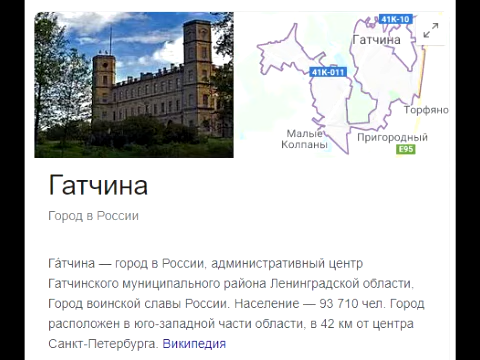 41K-10
Гатчина
41K-011
Торфяно
Малые
Колпаны
Пригородный
E95
Гатчина
Город в России
Га́тчина — город в России, административный центр
Гатчинского муниципального района Ленинградской области,
Город воинской славы России. Население — 93 710 чел. Город
расположен в юго-западной части области, в 42 км от центра
Санкт-Петербурга. Википедия